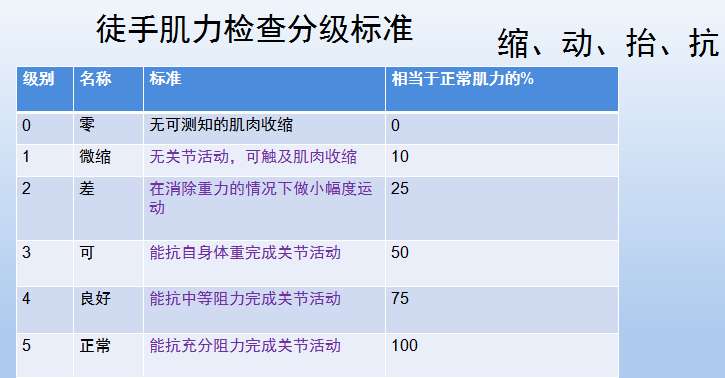 徒手肌力检查分级标准
缩、动、抬、抗
级别 名称 标准 相当于正常肌力的%
0 零 无可测知的肌肉收缩 0
1 微缩 无关节活动，可触及肌肉收缩 10
2 差 在消除重力的情况下做小幅度运 25
动
3 可 能抗自身体重完成关节活动 50
4 良好 能抗中等阻力完成关节活动 75
5 正常 能抗充分阻力完成关节活动 100